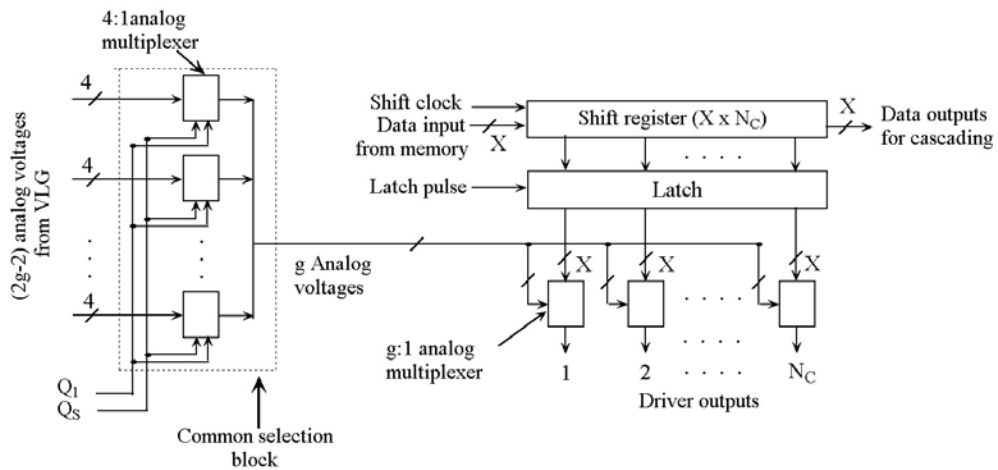 4:1analog
multiplexer
4
4
4
(2g-2) analog voltages
from VLG
Q1
QS
Common selection
block
g Analog
voltages
Shift clock
Data input
from memory
X
Shift register (X x NC)
X
Data outputs
for cascading
Latch pulse
Latch
X
X
X
g:1 analog
multiplexer
1
2
NC
Driver outputs